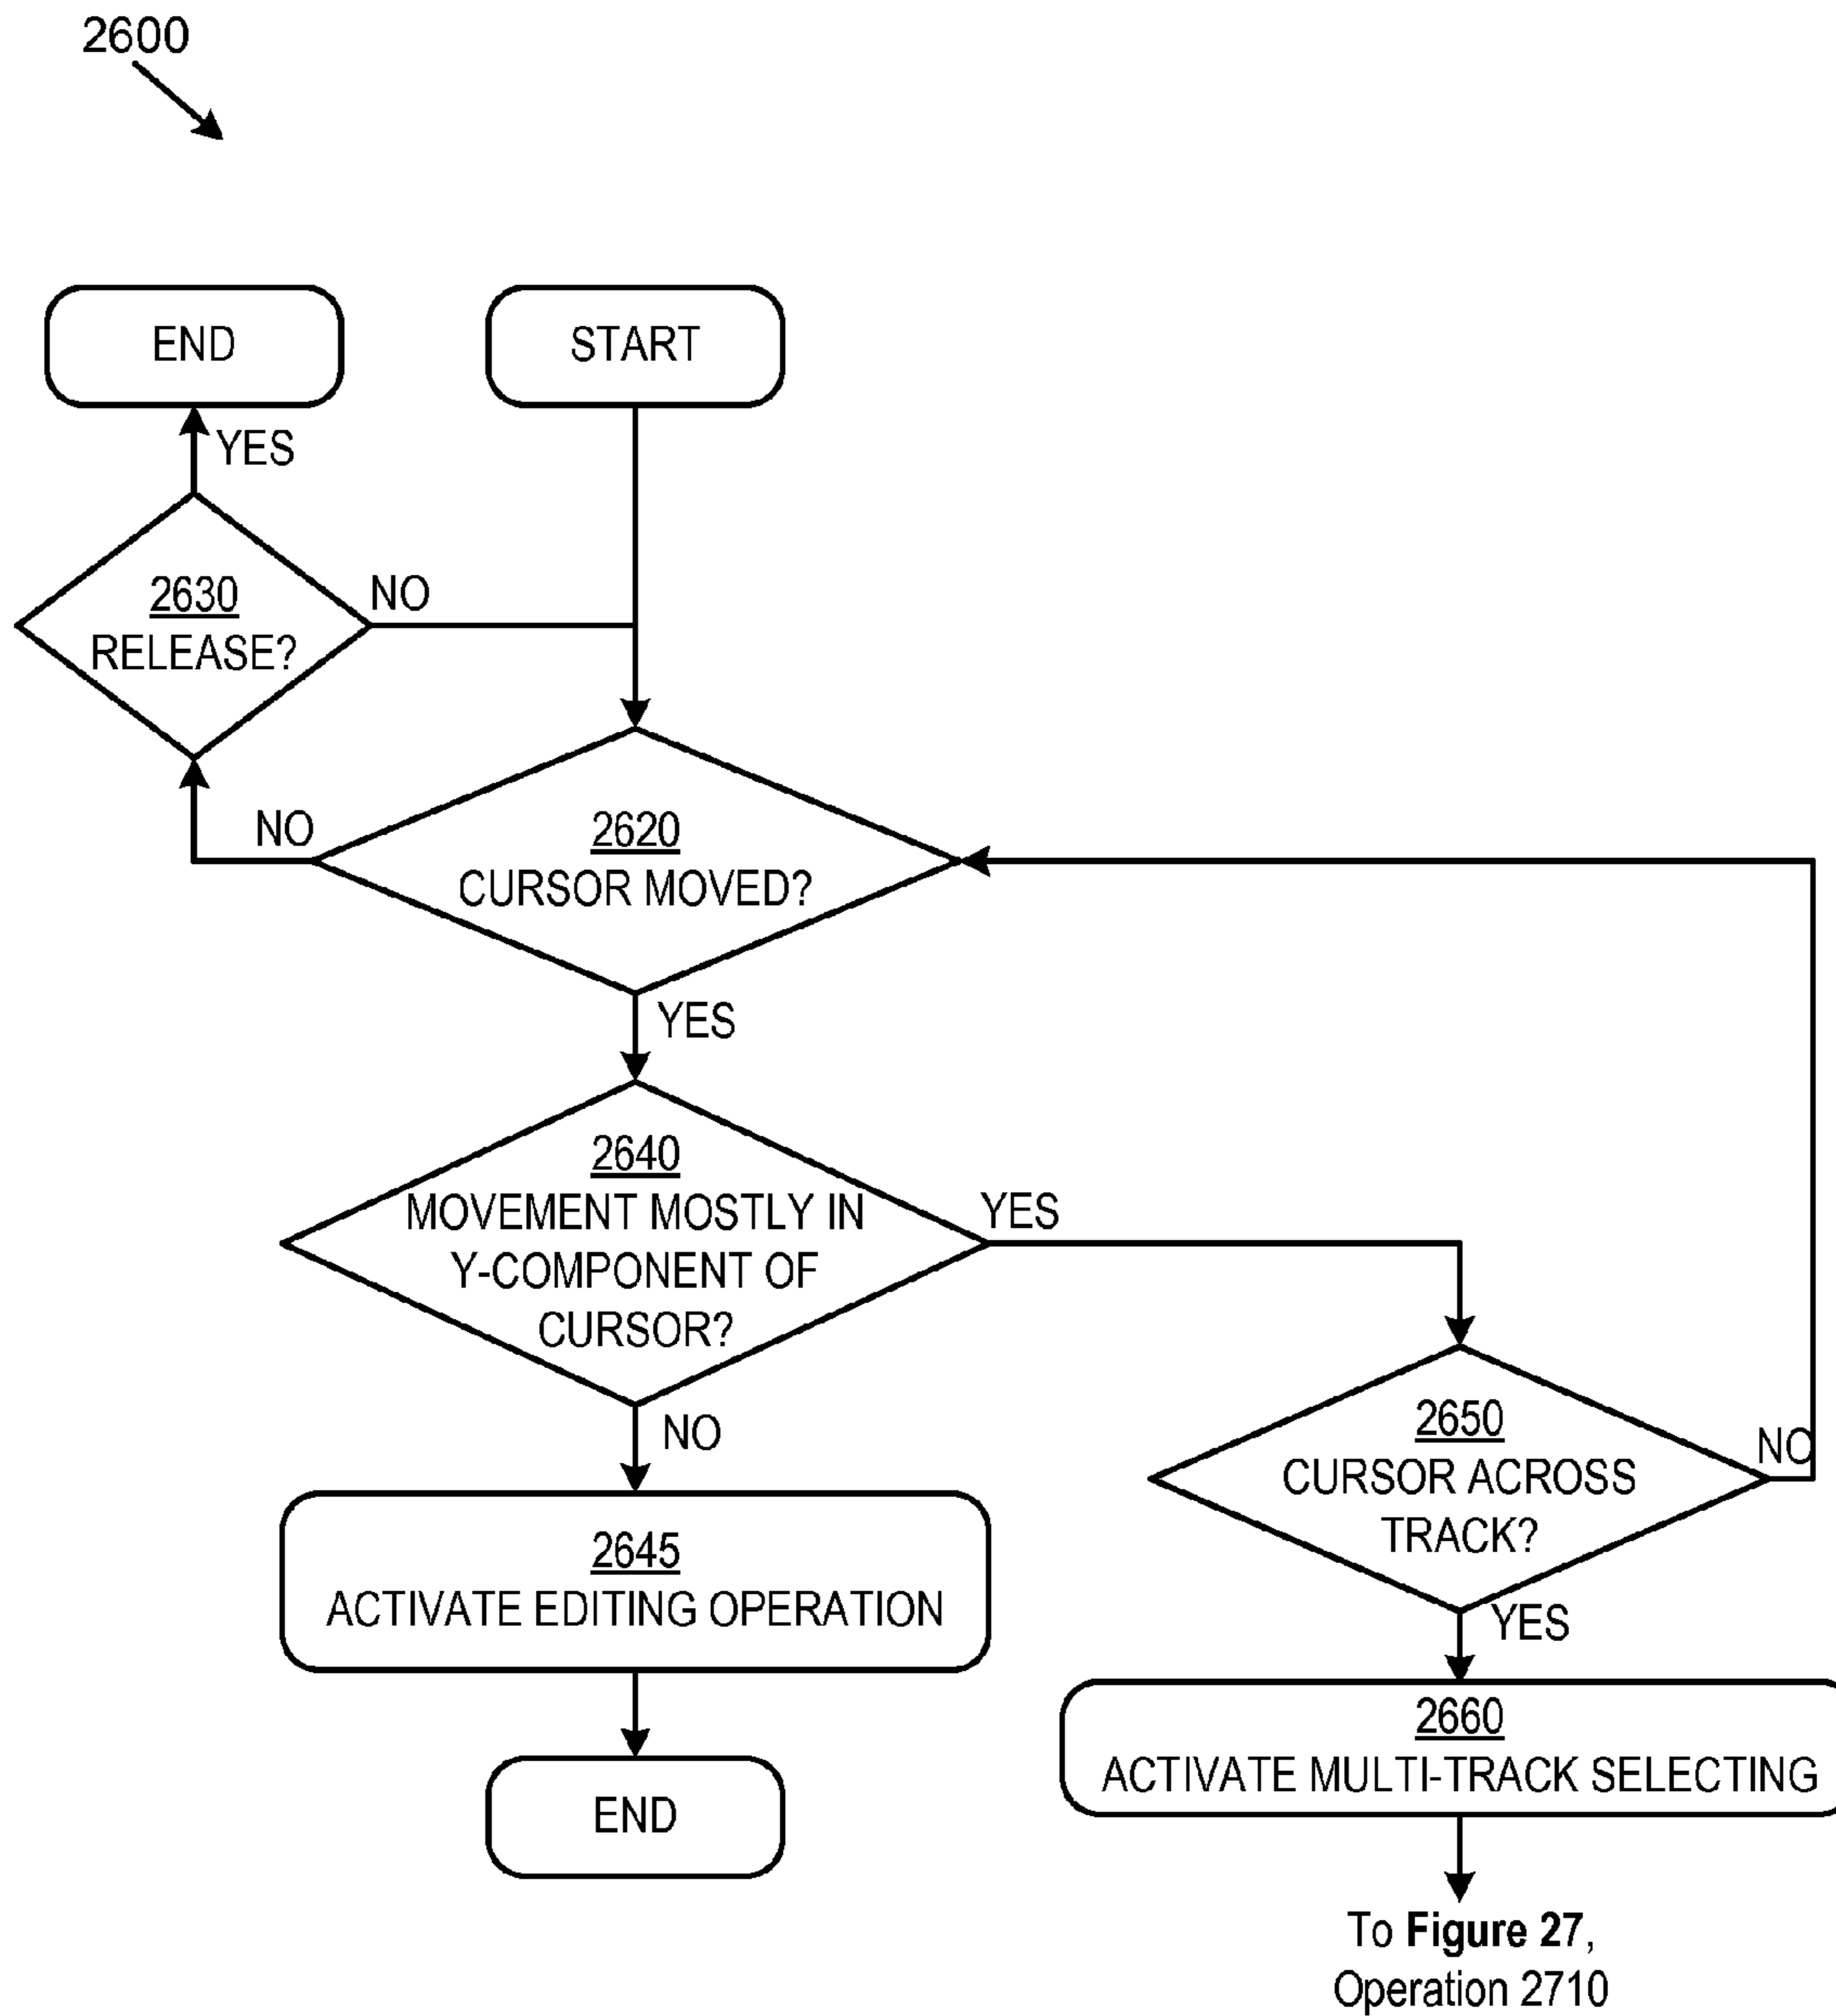 2600
END
START
YES
2630
RELEASE?
NO
NO
2620
CURSOR MOVED?
YES
2640
MOVEMENT MOSTLY IN
Y-COMPONENT OF
CURSOR?
YES
NO
2650
CURSOR ACROSS
TRACK?
NO
YES
2645
ACTIVATE EDITING OPERATION
2660
ACTIVATE MULTI-TRACK SELECTING
END
To Figure 27,
Operation 2710